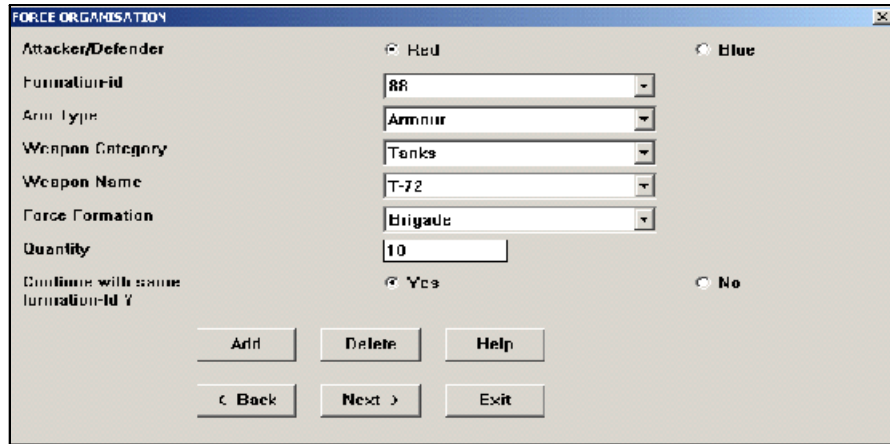 FORCE ORGANISATION
Attacker/Defender Red Blue
Formation-id 88
Arm Type Armour
Weapon Category Tanks
Weapon Name T-72
Force Formation Brigade
Quantity 10
Continue with same Yes No
formation-Id ?
Add Delete Help
< Back Next > Exit